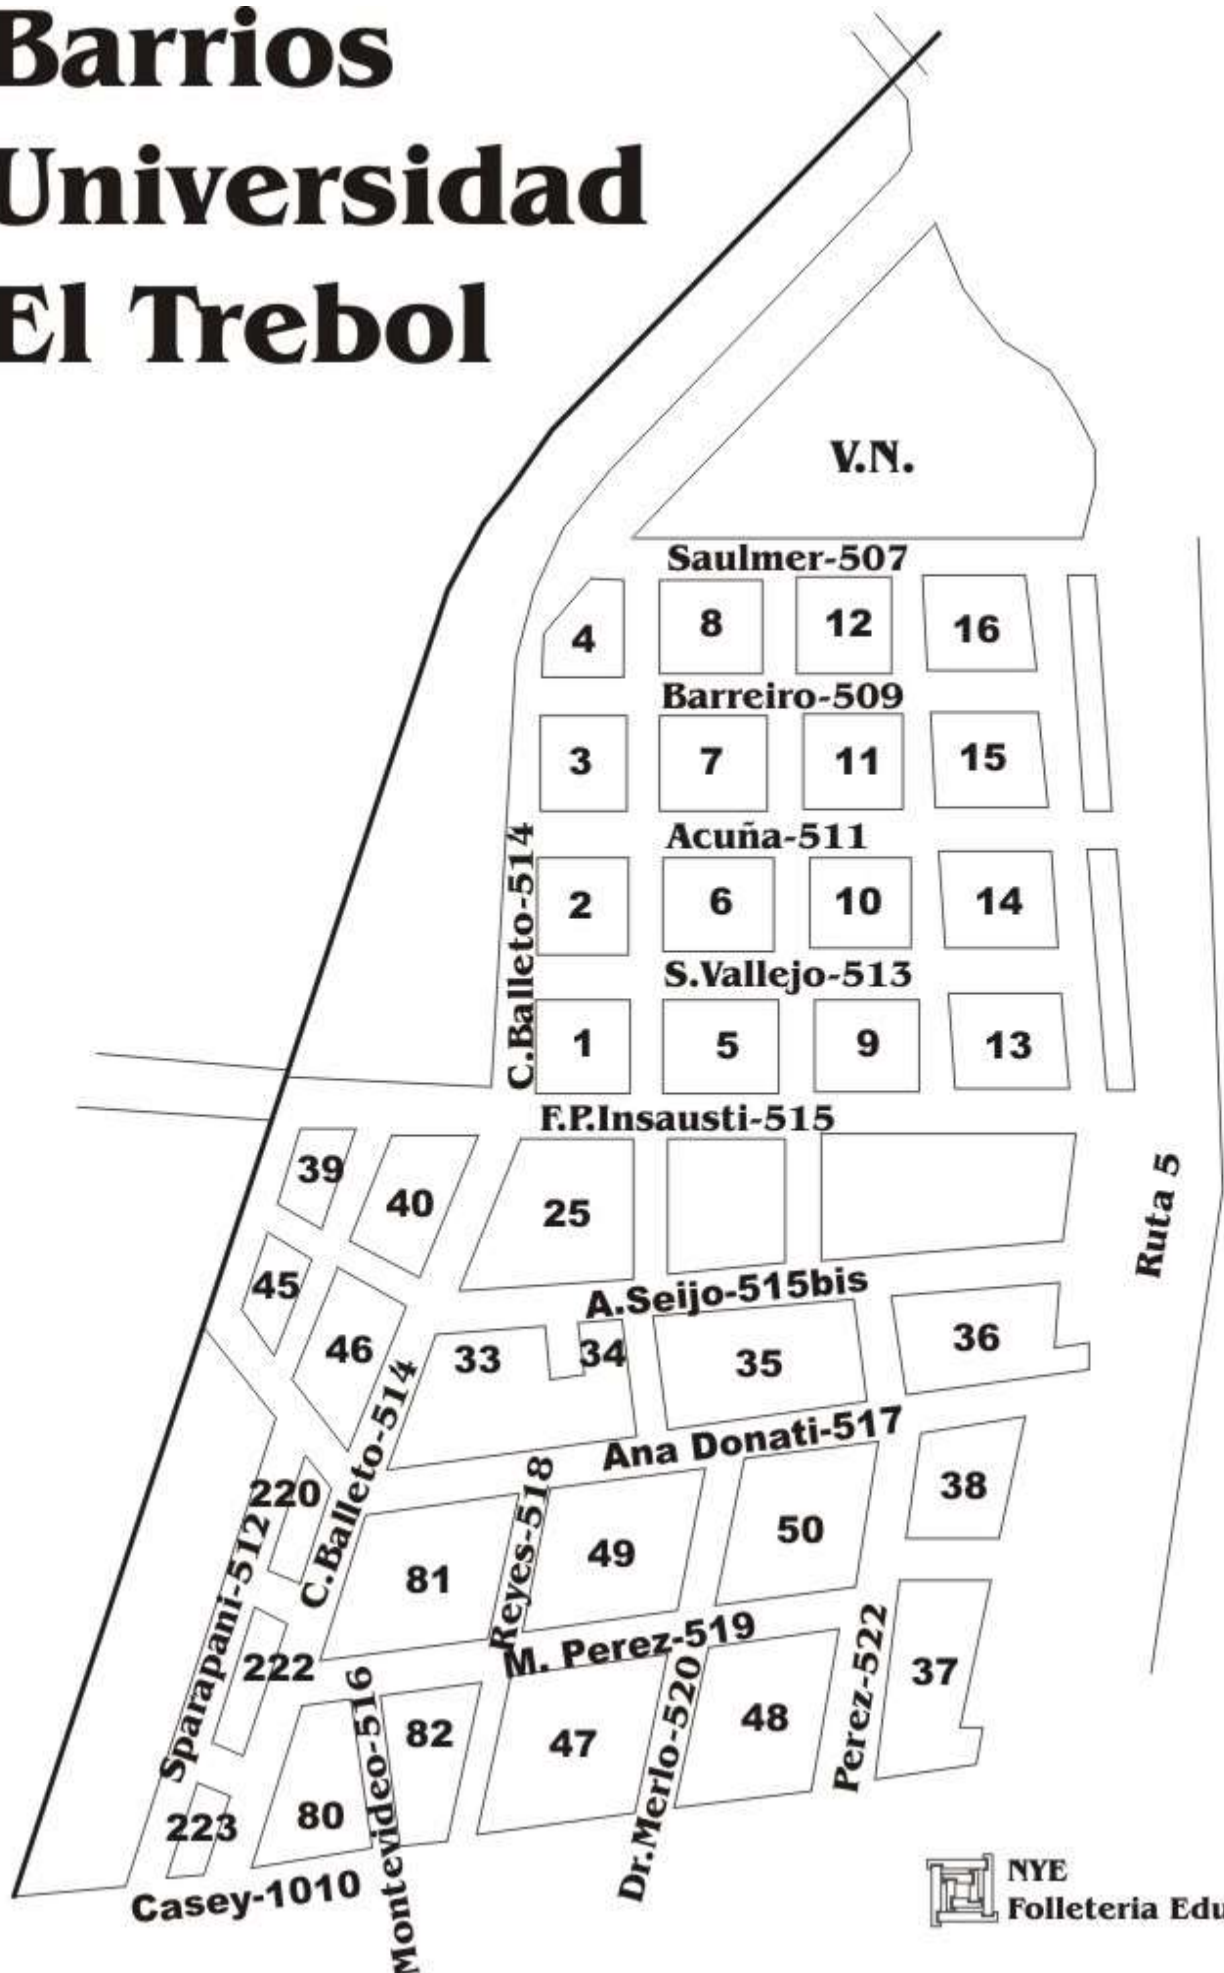 Barrios
Universidad
El Trebol
V.N.
Saulmer-507
4
8
12
16
Barreiro-509
3
7
11
15
Acuña-511
C.Balleto-514
2
6
10
14
S.Vallejo-513
1
5
9
13
F.P.Insausti-515
39
40
25
Ruta 5
45
A.Seijo-515bis
46
33
34
35
36
C.Balleto-514
Ana Donati-517
220
38
Sparapani-512
81
Reyes-518
49
50
M. Perez-519
222
37
Montevideo-516
82
47
Dr.Merlo-520
48
Perez-522
223
80
Casey-1010
NYE
Folleteria Edu